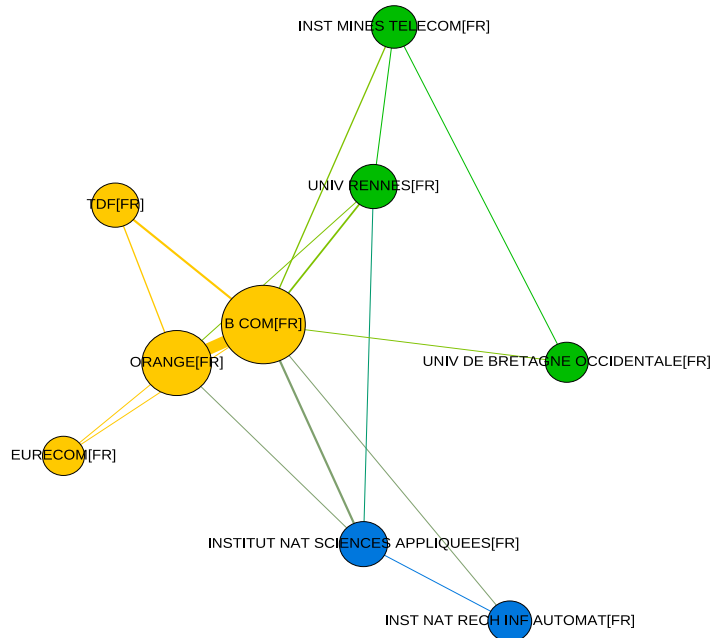 INST MINES TELECOM[FR]
UNIV RENNES[FR]
TDF[FR]
B COM[FR]
ORANGE[FR]
UNIV DE BRETAGNE OCCIDENTALE[FR]
EURECOM[FR]
INSTITUT NAT SCIENCES APPLIQUEES[FR]
INST NAT RECH INF AUTOMAT[FR]